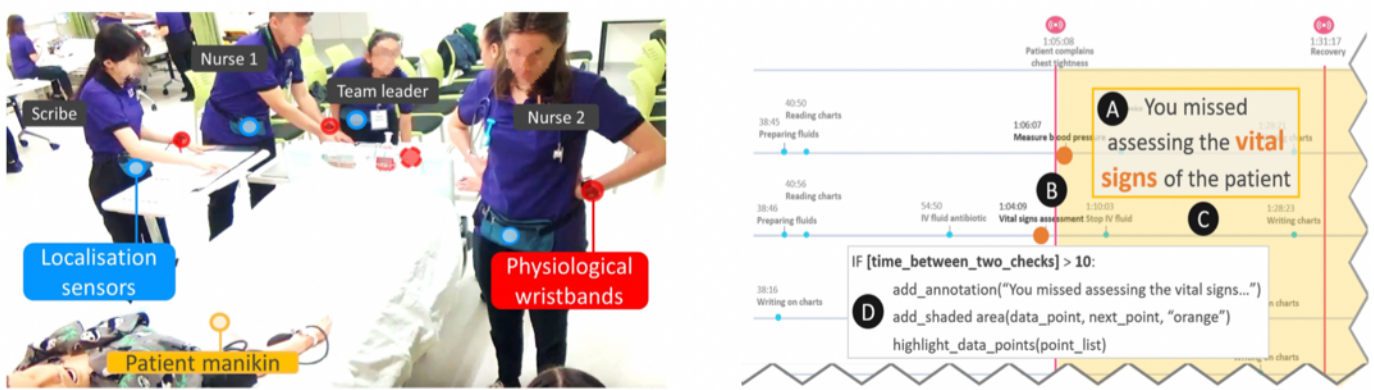 Scribe
Nurse 1
Team leader
Nurse 2
Localisation
sensors
Physiological
wristbands
Patient manikin
1:05:08
Patient complains
chest tightness
1:31:17
Recovery
40:50
Reading charts
38:45
Preparing fluids
1:06:07
Measure blood pressure
A
You missed
assessing the vital
signs of the patient
B
C
40:56
Reading charts
38:46
Preparing fluids
54:50
IV fluid antibiotic
1:04:09
Vital signs assessment
1:10:03
Stop IV fluid
1:28:23
Writing charts
38:16
Writing on charts
D
IF [time_between_two_checks] > 10:
add_annotation("You missed assessing the vital signs...")
add_shaded area(data_point, next_point, "orange")
highlight_data_points(point_list)